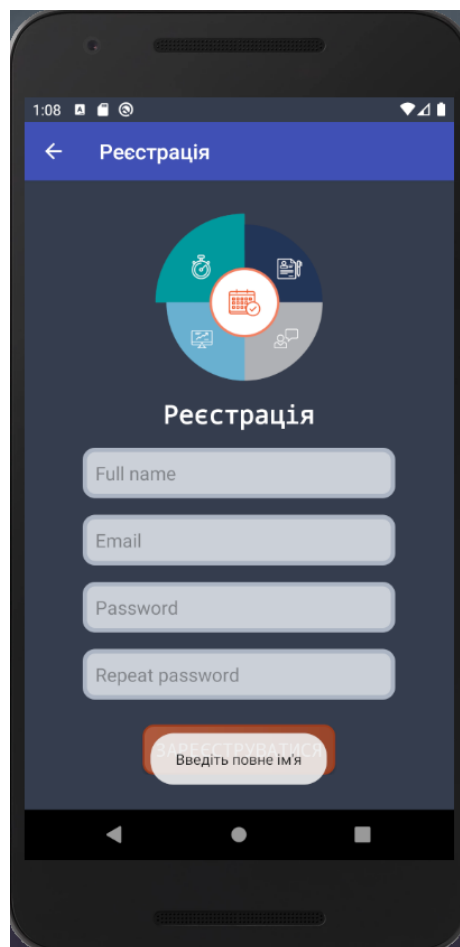 1:08
Реєстрація
Реєстрація
Full name
Email
Password
Repeat password
ЗАРЕЄСТРУВАТИСЯ
Введіть повне ім'я